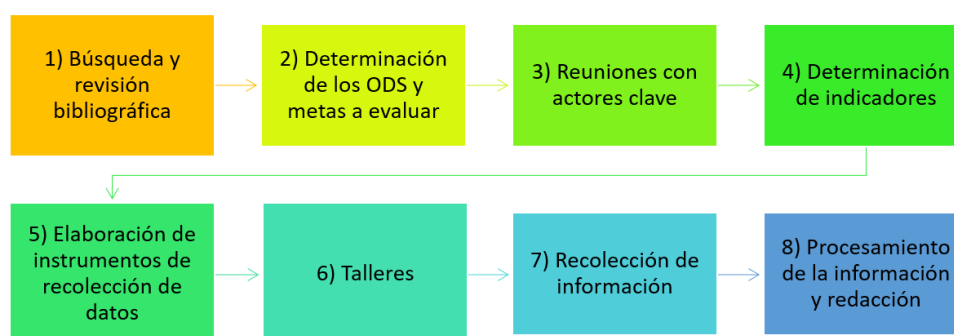 1) Búsqueda y
revisión
bibliográfica
2) Determinación
de los ODS y
metas a evaluar
3) Reuniones con
actores clave
4) Determinación
de indicadores
5) Elaboración de
instrumentos de
recolección de
datos
6) Talleres
7) Recolección de
información
8) Procesamiento
de la información
y redacción